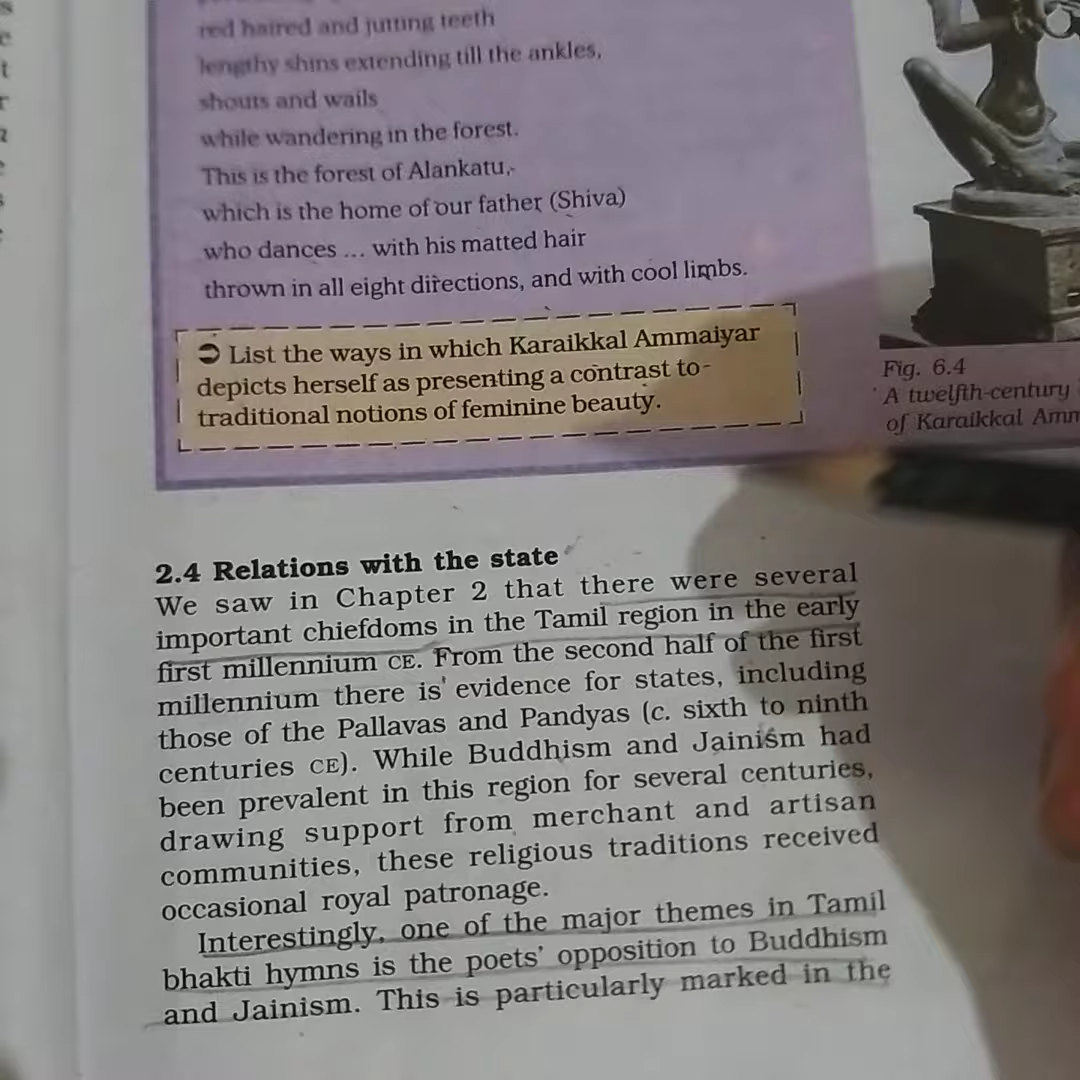 red haired and jutting teeth
lengthy shins extending till the ankles,
shouts and wails
while wandering in the forest.
This is the forest of Alankatu,
which is the home of our father (Shiva)
who dances ... with his matted hair
thrown in all eight directions, and with cool limbs.
➲ List the ways in which Karaikkal Ammaiyar
depicts herself as presenting a contrast to
traditional notions of feminine beauty.
Fig. 6.4
A twelfth-century
of Karaikkal
2.4 Relations with the state
We saw in Chapter 2 that there were several
important chiefdoms in the Tamil region in the early
first millennium CE. From the second half of the first
millennium there is evidence for states, including
those of the Pallavas and Pandyas (c. sixth to ninth
centuries CE). While Buddhism and Jainism had
been prevalent in this region for several centuries,
drawing support from merchant and artisan
communities, these religious traditions received
occasional royal patronage.
Interestingly, one of the major themes in Tamil
bhakti hymns is the poets' opposition to Buddhism
and Jainism. This is particularly marked in the